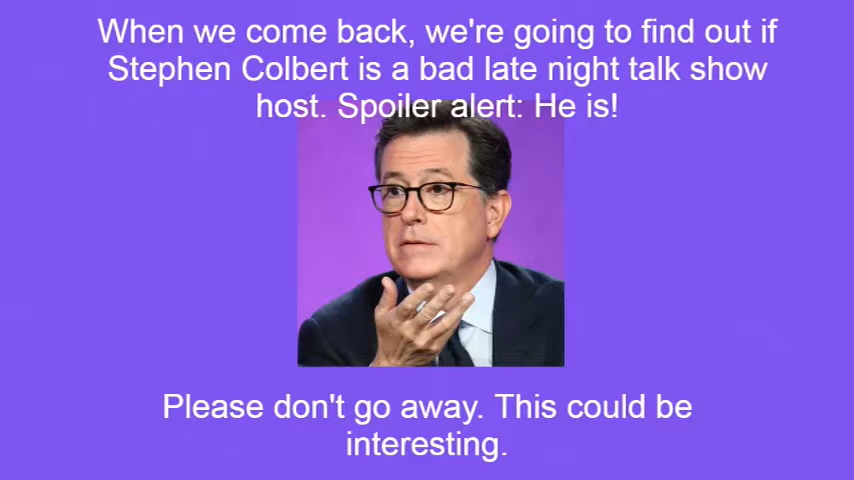 When we come back, we're going to find out if
Stephen Colbert is a bad late night talk show
host. Spoiler alert: He is!
Please don't go away. This could be
interesting.